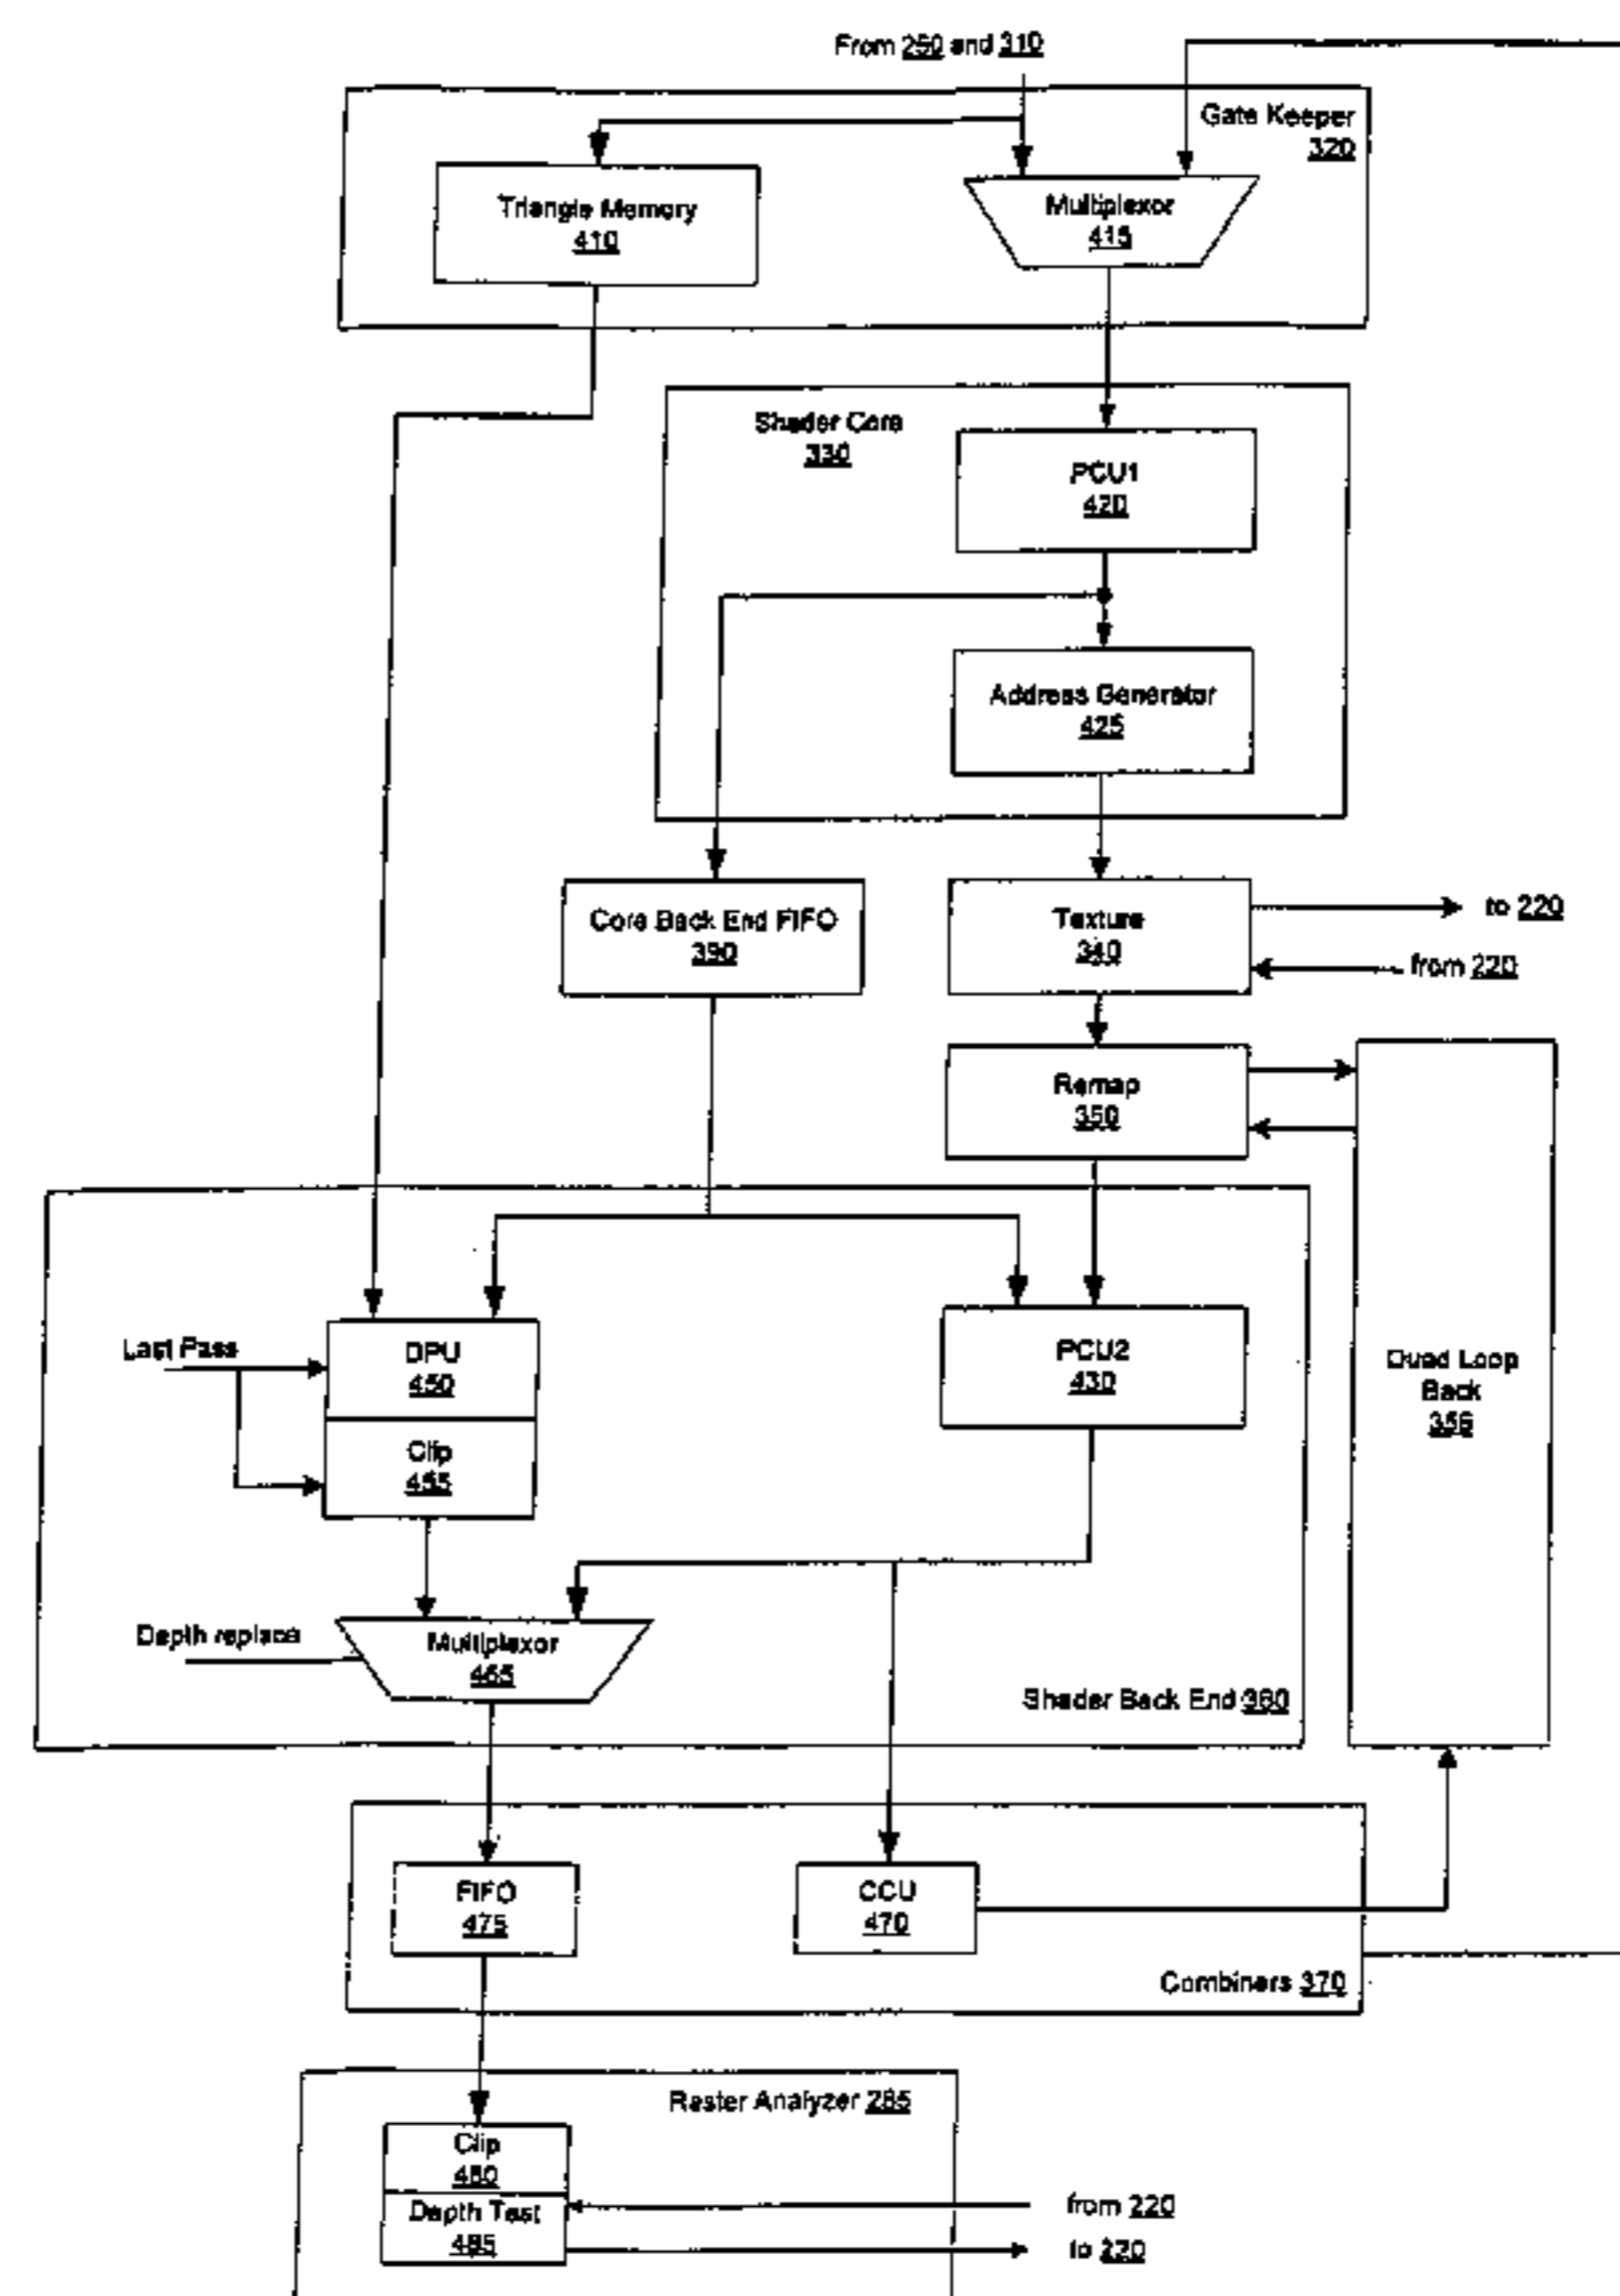 From 250 and 310
Gate Keeper
320
Triangle Memory
410
Multiplexor
415
Shader Core
330
PCU1
420
Address Generator
425
Core Back End FIFO
390
Texture
340
to 220
from 220
Remap
350
Last Pass
DPU
450
Clip
455
PCU2
430
Quad Loop
Back
356
Depth replace
Multiplexor
465
Shader Back End 360
FIFO
475
CCU
470
Combiners 370
Raster Analyzer 285
Clip
480
Depth Test
485
from 220
to 220